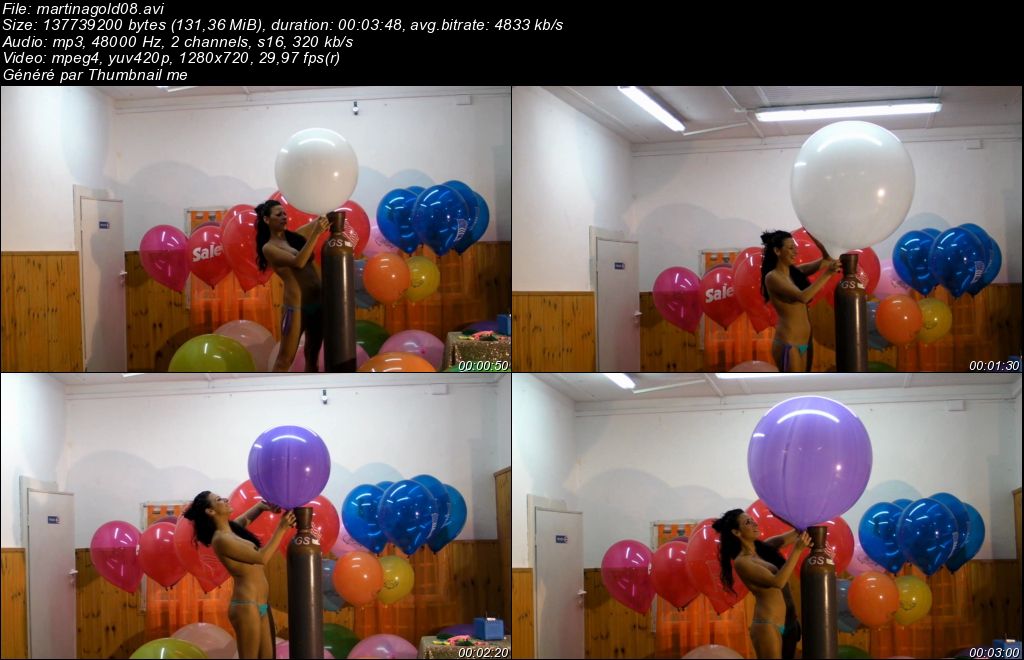 File: martinagold08.avi
Size: 137739200 bytes (131,36 MiB), duration: 00:03:48, avg.bitrate: 4833 kb/s
Audio: mp3, 48000 Hz, 2 channels, s16, 320 kb/s
Video: mpeg4, yuv420p, 1280x720, 29,97 fps(r)
Généré par Thumbnail me
Sale
GS
00:00:50
Sale
GS
00:01:30
GS
00:02:20
GS
00:03:00